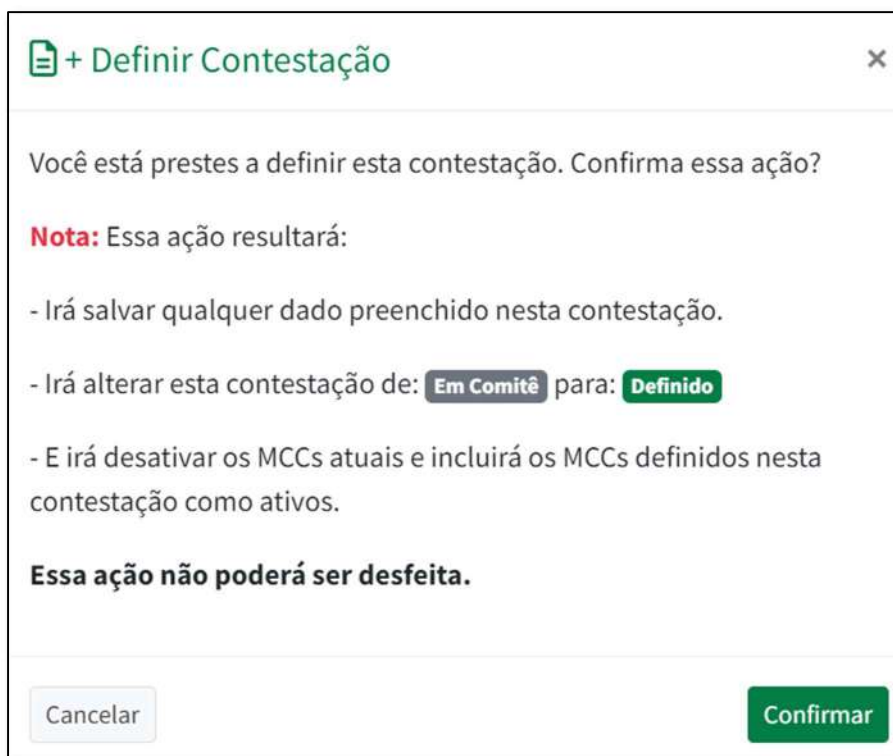 + Definir Contestação ×
Você está prestes a definir esta contestação. Confirma essa ação?
Nota: Essa ação resultará:
- Irá salvar qualquer dado preenchido nesta contestação.
- Irá alterar esta contestação de: Em Comitê para: Definido
- E irá desativar os MCCs atuais e incluirá os MCCs definidos nesta
contestação como ativos.
Essa ação não poderá ser desfeita.
Cancelar Confirmar